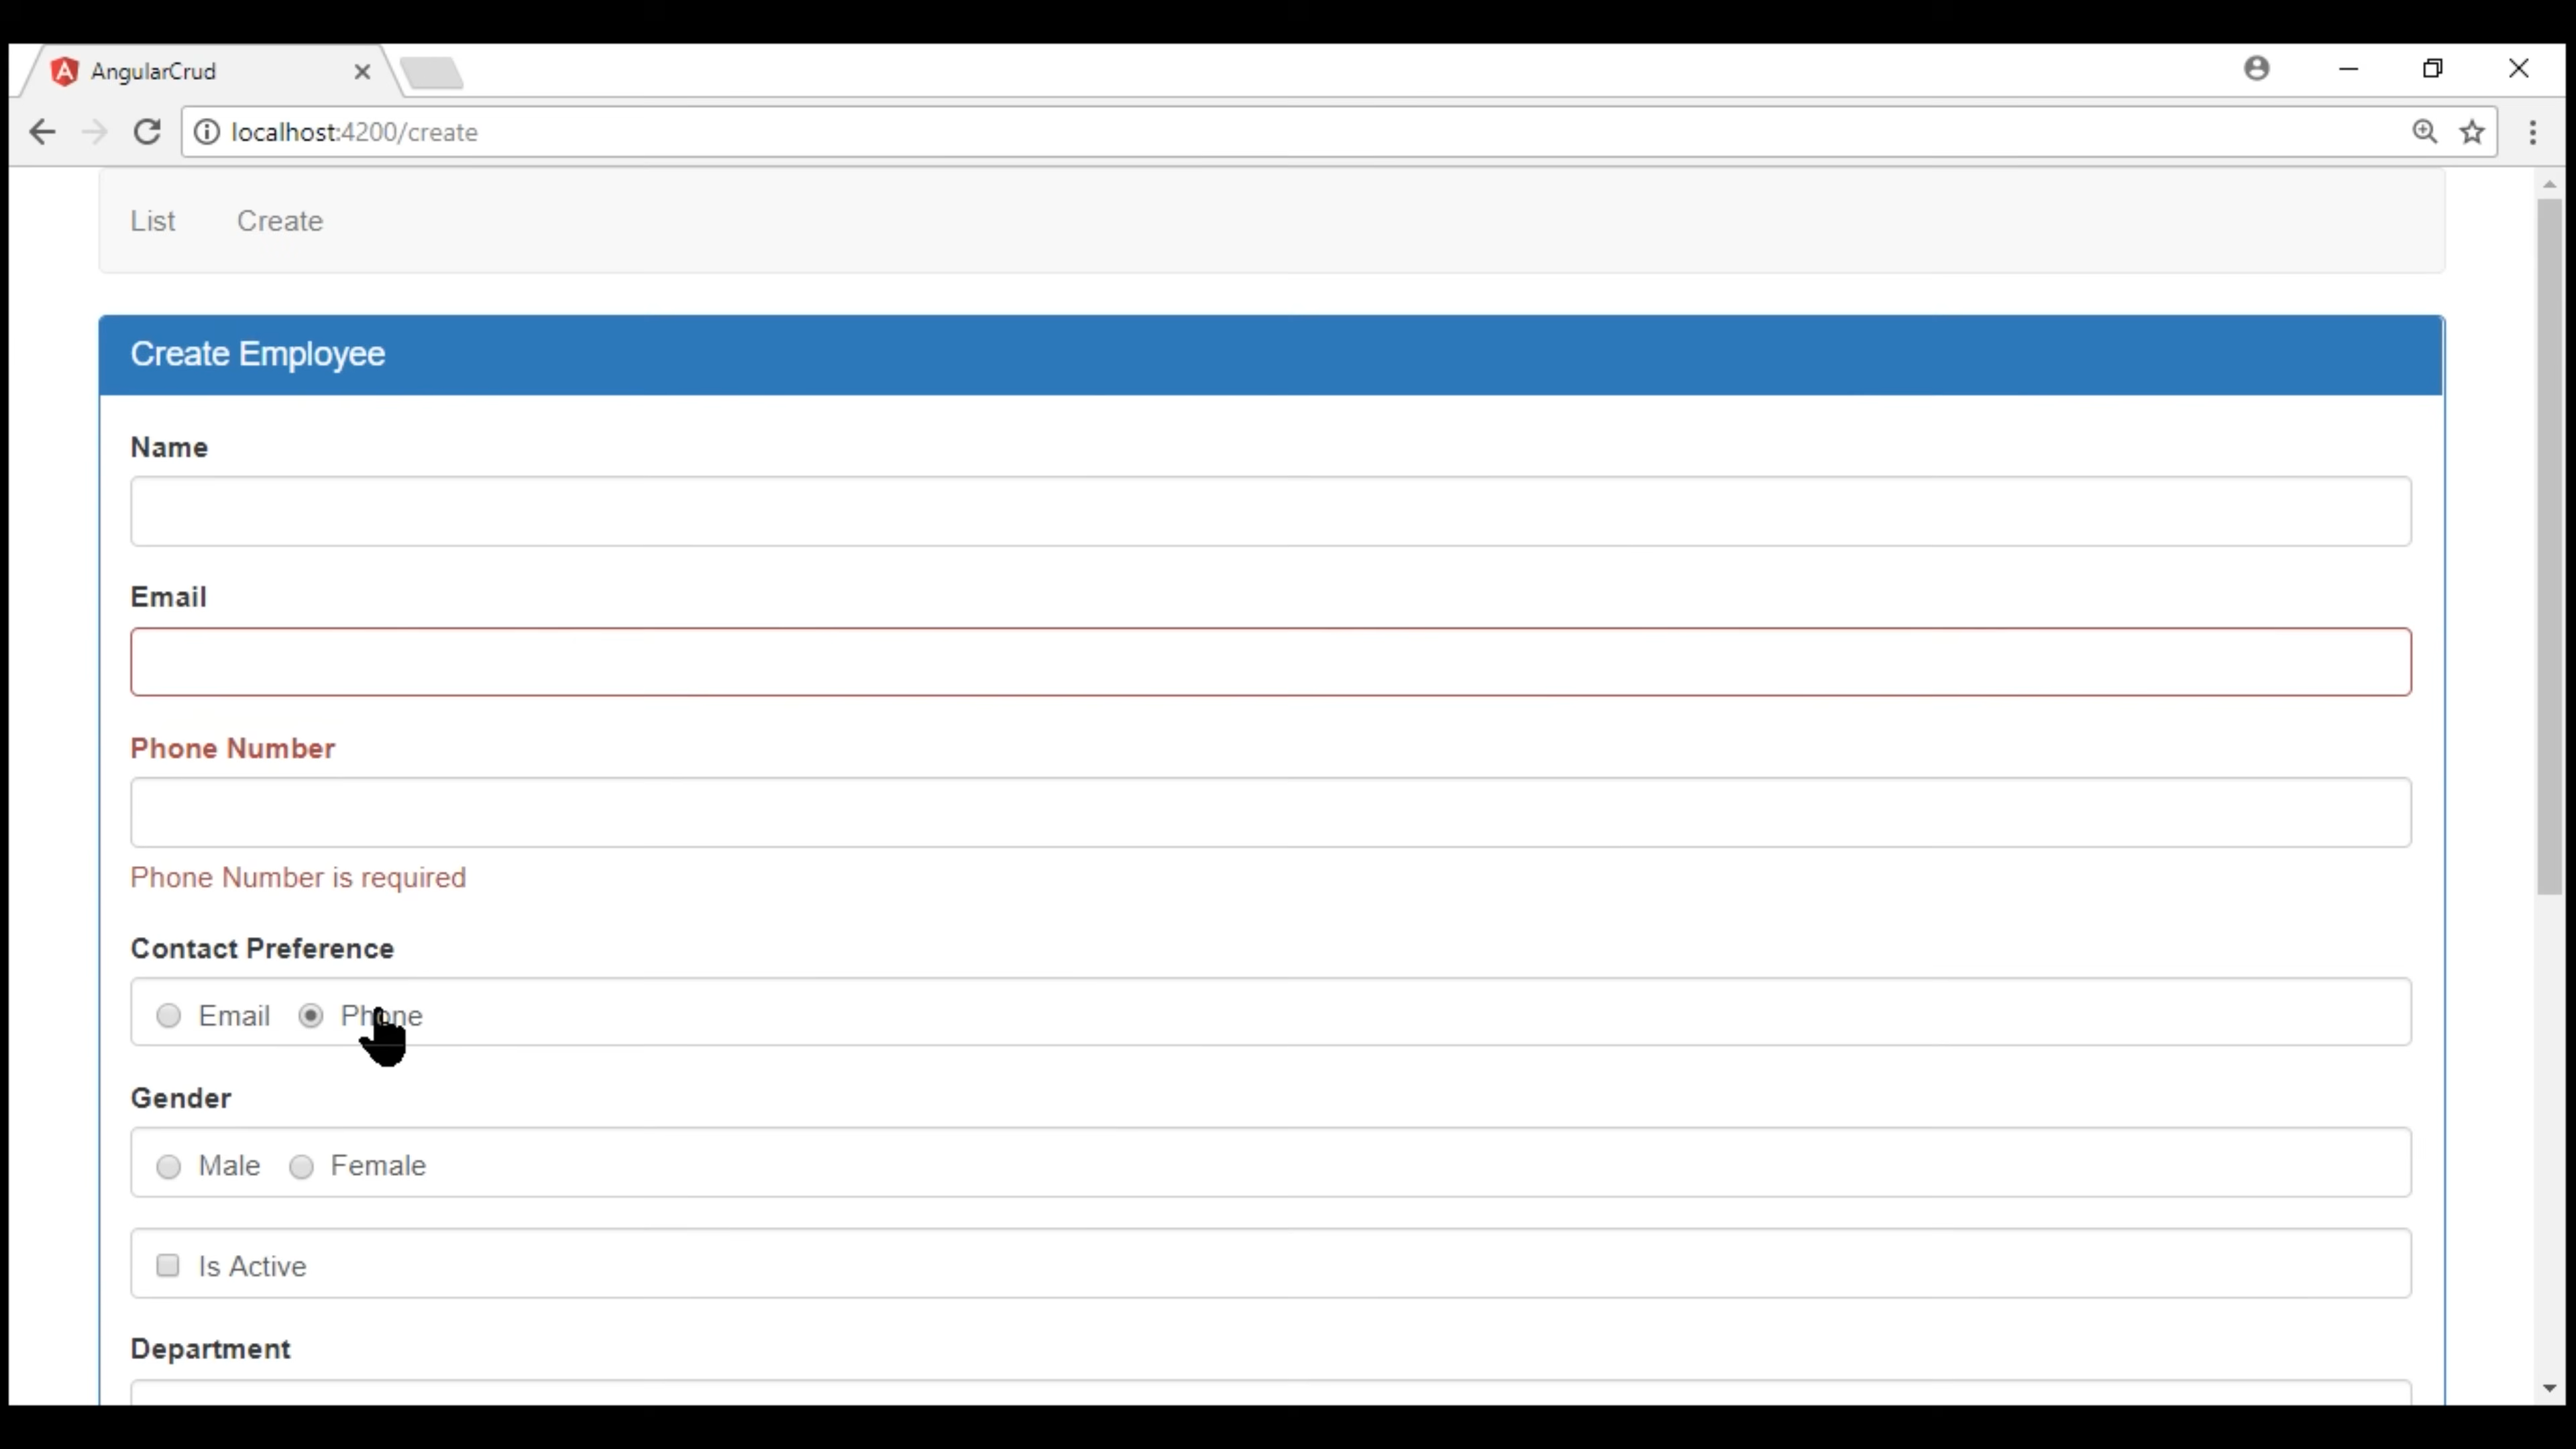 AngularCrud
localhost:4200/create
List Create
Create Employee
Name
Email
Phone Number
Phone Number is required
Contact Preference
Email Phone
Gender
Male Female
Is Active
Department